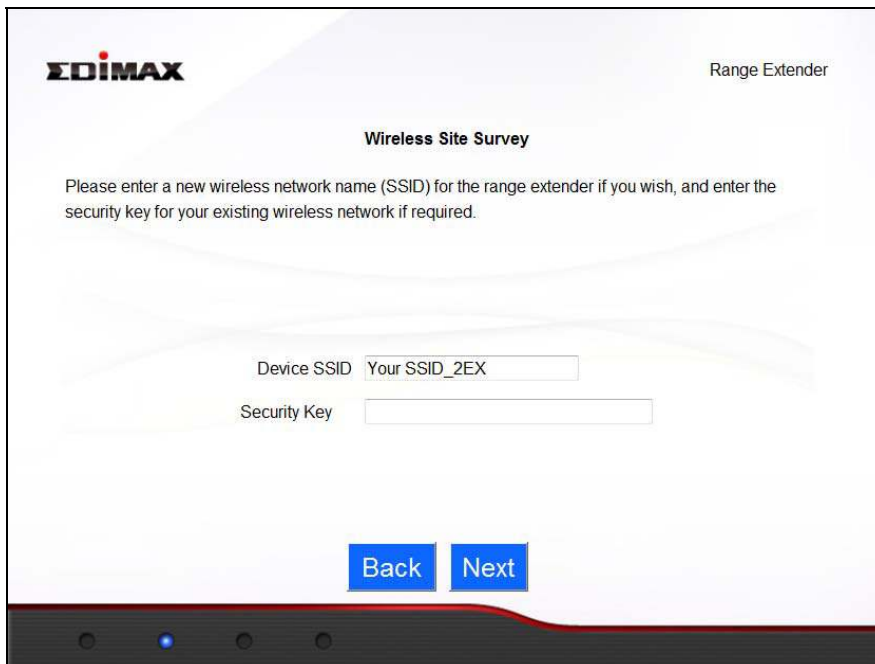 EDIMAX
Range Extender
Wireless Site Survey
Please enter a new wireless network name (SSID) for the range extender if you wish, and enter the
security key for your existing wireless network if required.
Device SSID Your SSID_2EX
Security Key
Back Next